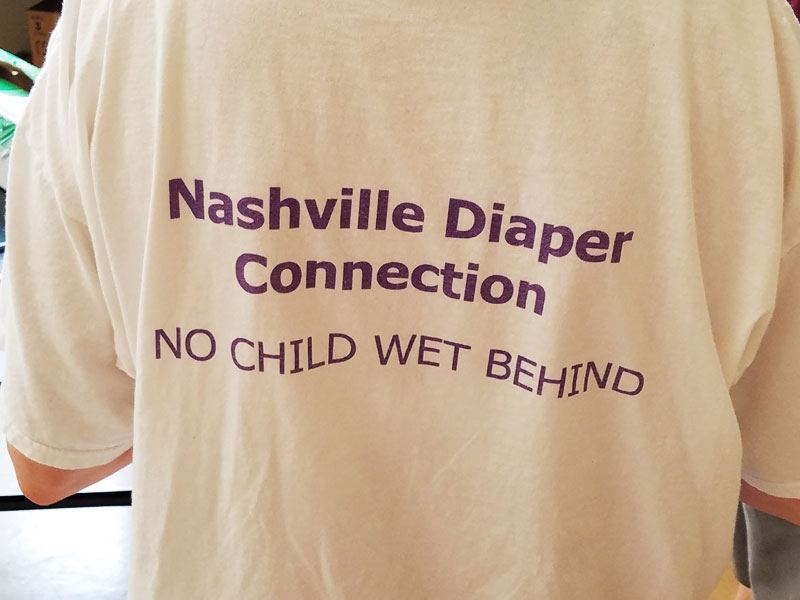 Nashville Diaper
Connection
NO CHILD WET BEHIND